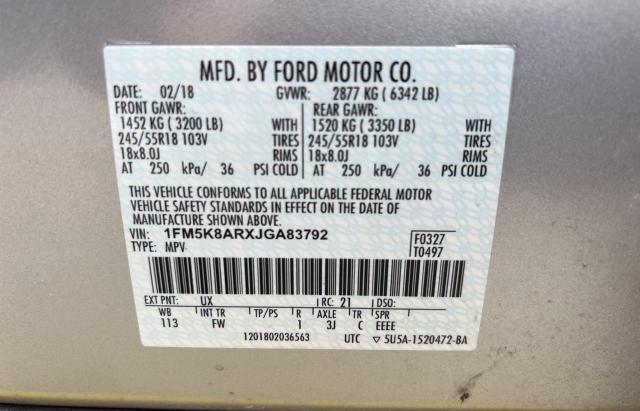 MFD. BY FORD MOTOR CO.
DATE: 02/18 GVWR: 2877 KG ( 6342 LB)
FRONT GAWR: REAR GAWR:
1452 KG ( 3200 LB) WITH 1520 KG ( 3350 LB) WITH
245/55R18 103V TIRES 245/55R18 103V TIRES
18x8.0J RIMS 18x8.0J RIMS
AT 250 kPa/ 36 PSI COLD AT 250 kPa/ 36 PSI COLD
THIS VEHICLE CONFORMS TO ALL APPLICABLE FEDERAL MOTOR
VEHICLE SAFETY STANDARDS IN EFFECT ON THE DATE OF
MANUFACTURE SHOWN ABOVE.
VIN: 1FM5K8ARXJGA83792 F0327
TYPE: MPV T0497
EXT PNT: UX RC: 21 DSO:
WB INT TR TP/PS R AXLE TR SPR
113 FW 1 3J C EEEE
1201802036563 UTC ▽ 5U5A-1520472-BA